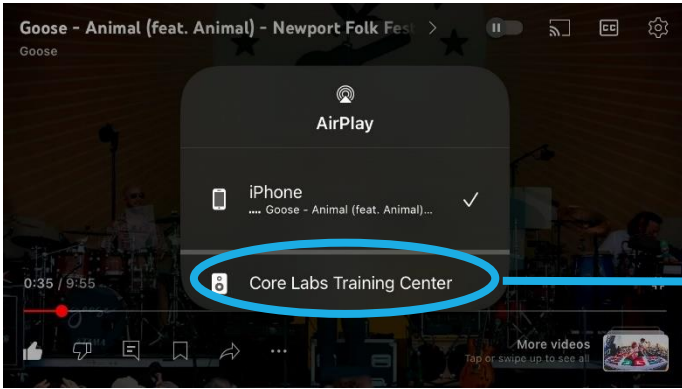 Goose - Animal (feat. Animal) - Newport Folk Fest
Goose
CC
AirPlay
iPhone
.... Goose - Animal (feat. Animal)...
Core Labs Training Center
0:35 / 9:55
More videos
Tap or swipe up to see all